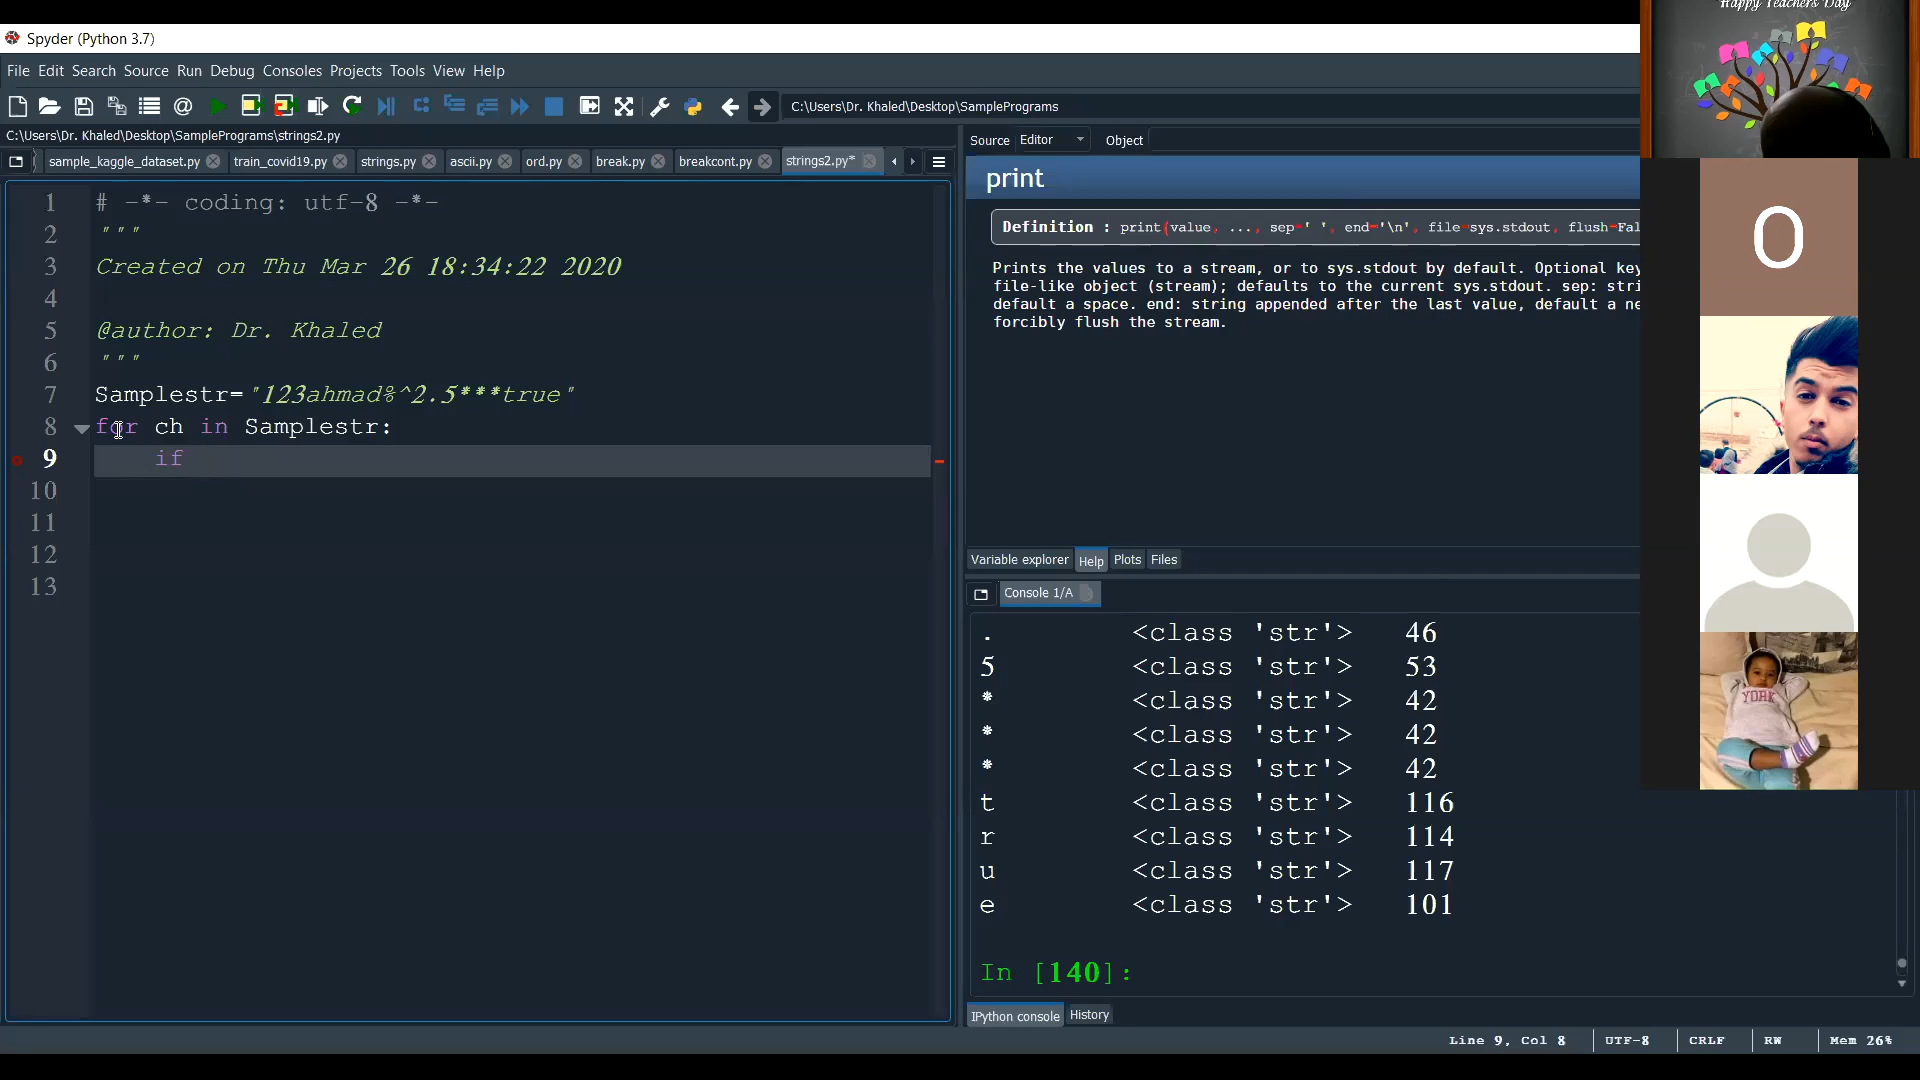 Happy Teachers Day
Spyder (Python 3.7)
File Edit Search Source Run Debug Consoles Projects Tools View Help
C:\Users\Dr. Khaled\Desktop\SamplePrograms
C:\Users\Dr. Khaled\Desktop\SamplePrograms\strings2.py
sample_kaggle_dataset.py train_covid19.py strings.py ascii.py ord.py break.py breakcont.py strings2.py*
1 # -*- coding: utf-8 -*-
2 """
3 Created on Thu Mar 26 18:34:22 2020
4
5 @author: Dr. Khaled
6 """
7 Samplestr="123ahmad%^2.5***true"
8 for ch in Samplestr:
9 if
10
11
12
13
Source Editor Object
print
Definition : print(value, ..., sep=' ', end='\n', file=sys.stdout, flush=Fal
Prints the values to a stream, or to sys.stdout by default. Optional key
file-like object (stream); defaults to the current sys.stdout. sep: stri
default a space. end: string appended after the last value, default a ne
forcibly flush the stream.
Variable explorer Help Plots Files
Console 1/A
. <class 'str'> 46
5 <class 'str'> 53
* <class 'str'> 42
* <class 'str'> 42
* <class 'str'> 42
t <class 'str'> 116
r <class 'str'> 114
u <class 'str'> 117
e <class 'str'> 101
In [140]:
IPython console History
Line 9, Col 8 UTF-8 CRLF RW Mem 26%
O
YORK